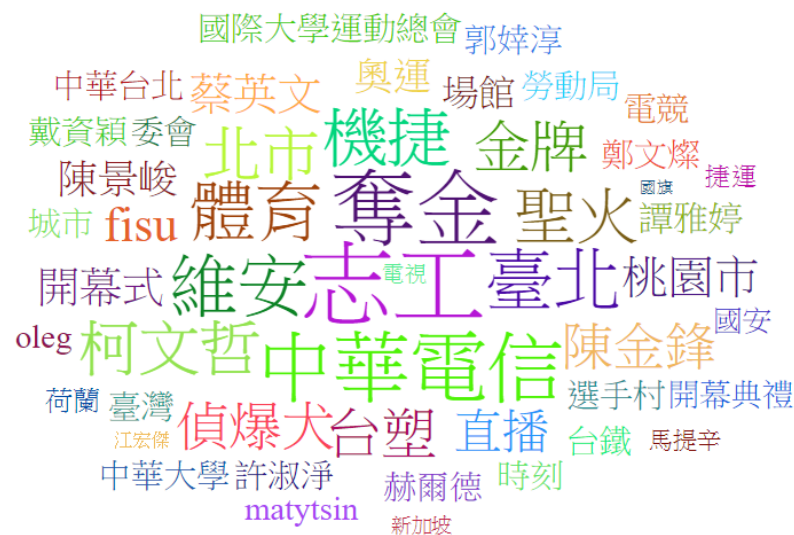 國際大學運動總會
郭婞淳
中華台北
蔡英文
奧運
場館
勞動局
電競
戴資穎
委會
北市
機捷
金牌
鄭文燦
陳景峻
體育
奪金
聖火
國旗
捷運
城市
fisu
譚雅婷
開幕式
維安
志工
電視
臺北
桃園市
國安
oleg
柯文哲
中華電信
陳金鋒
荷蘭
臺灣
偵爆犬
台塑
直播
選手村
開幕典禮
江宏傑
台鐵
馬提辛
中華大學
許淑淨
赫爾德
時刻
matytsin
新加坡